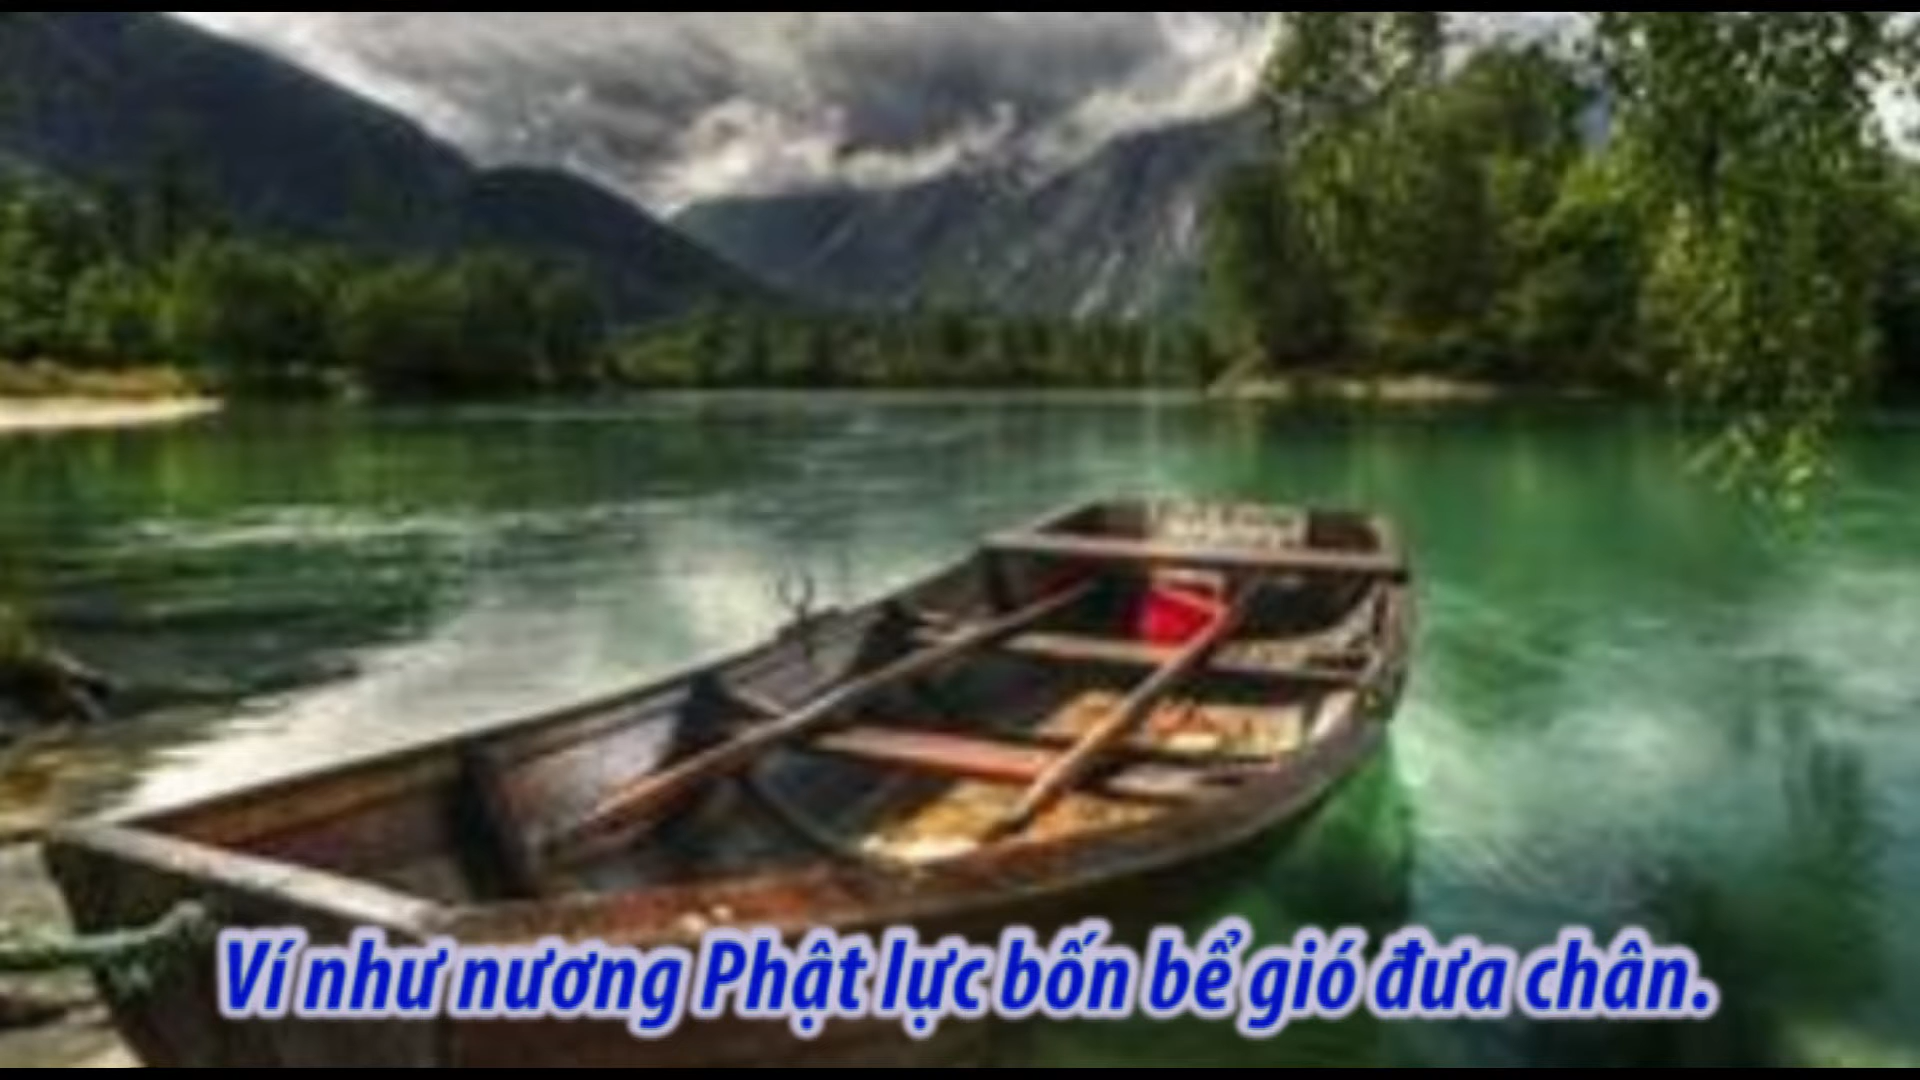 Ví như nương Phật lực bốn bể gió đưa chân.